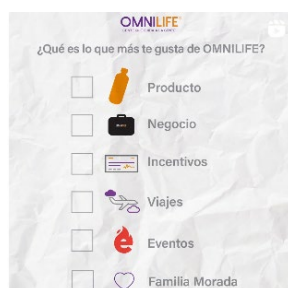 OMNILIFE
¿Qué es lo que más te gusta de OMNILIFE?
Producto
Negocio
Incentivos
Viajes
Eventos
Familia Morada